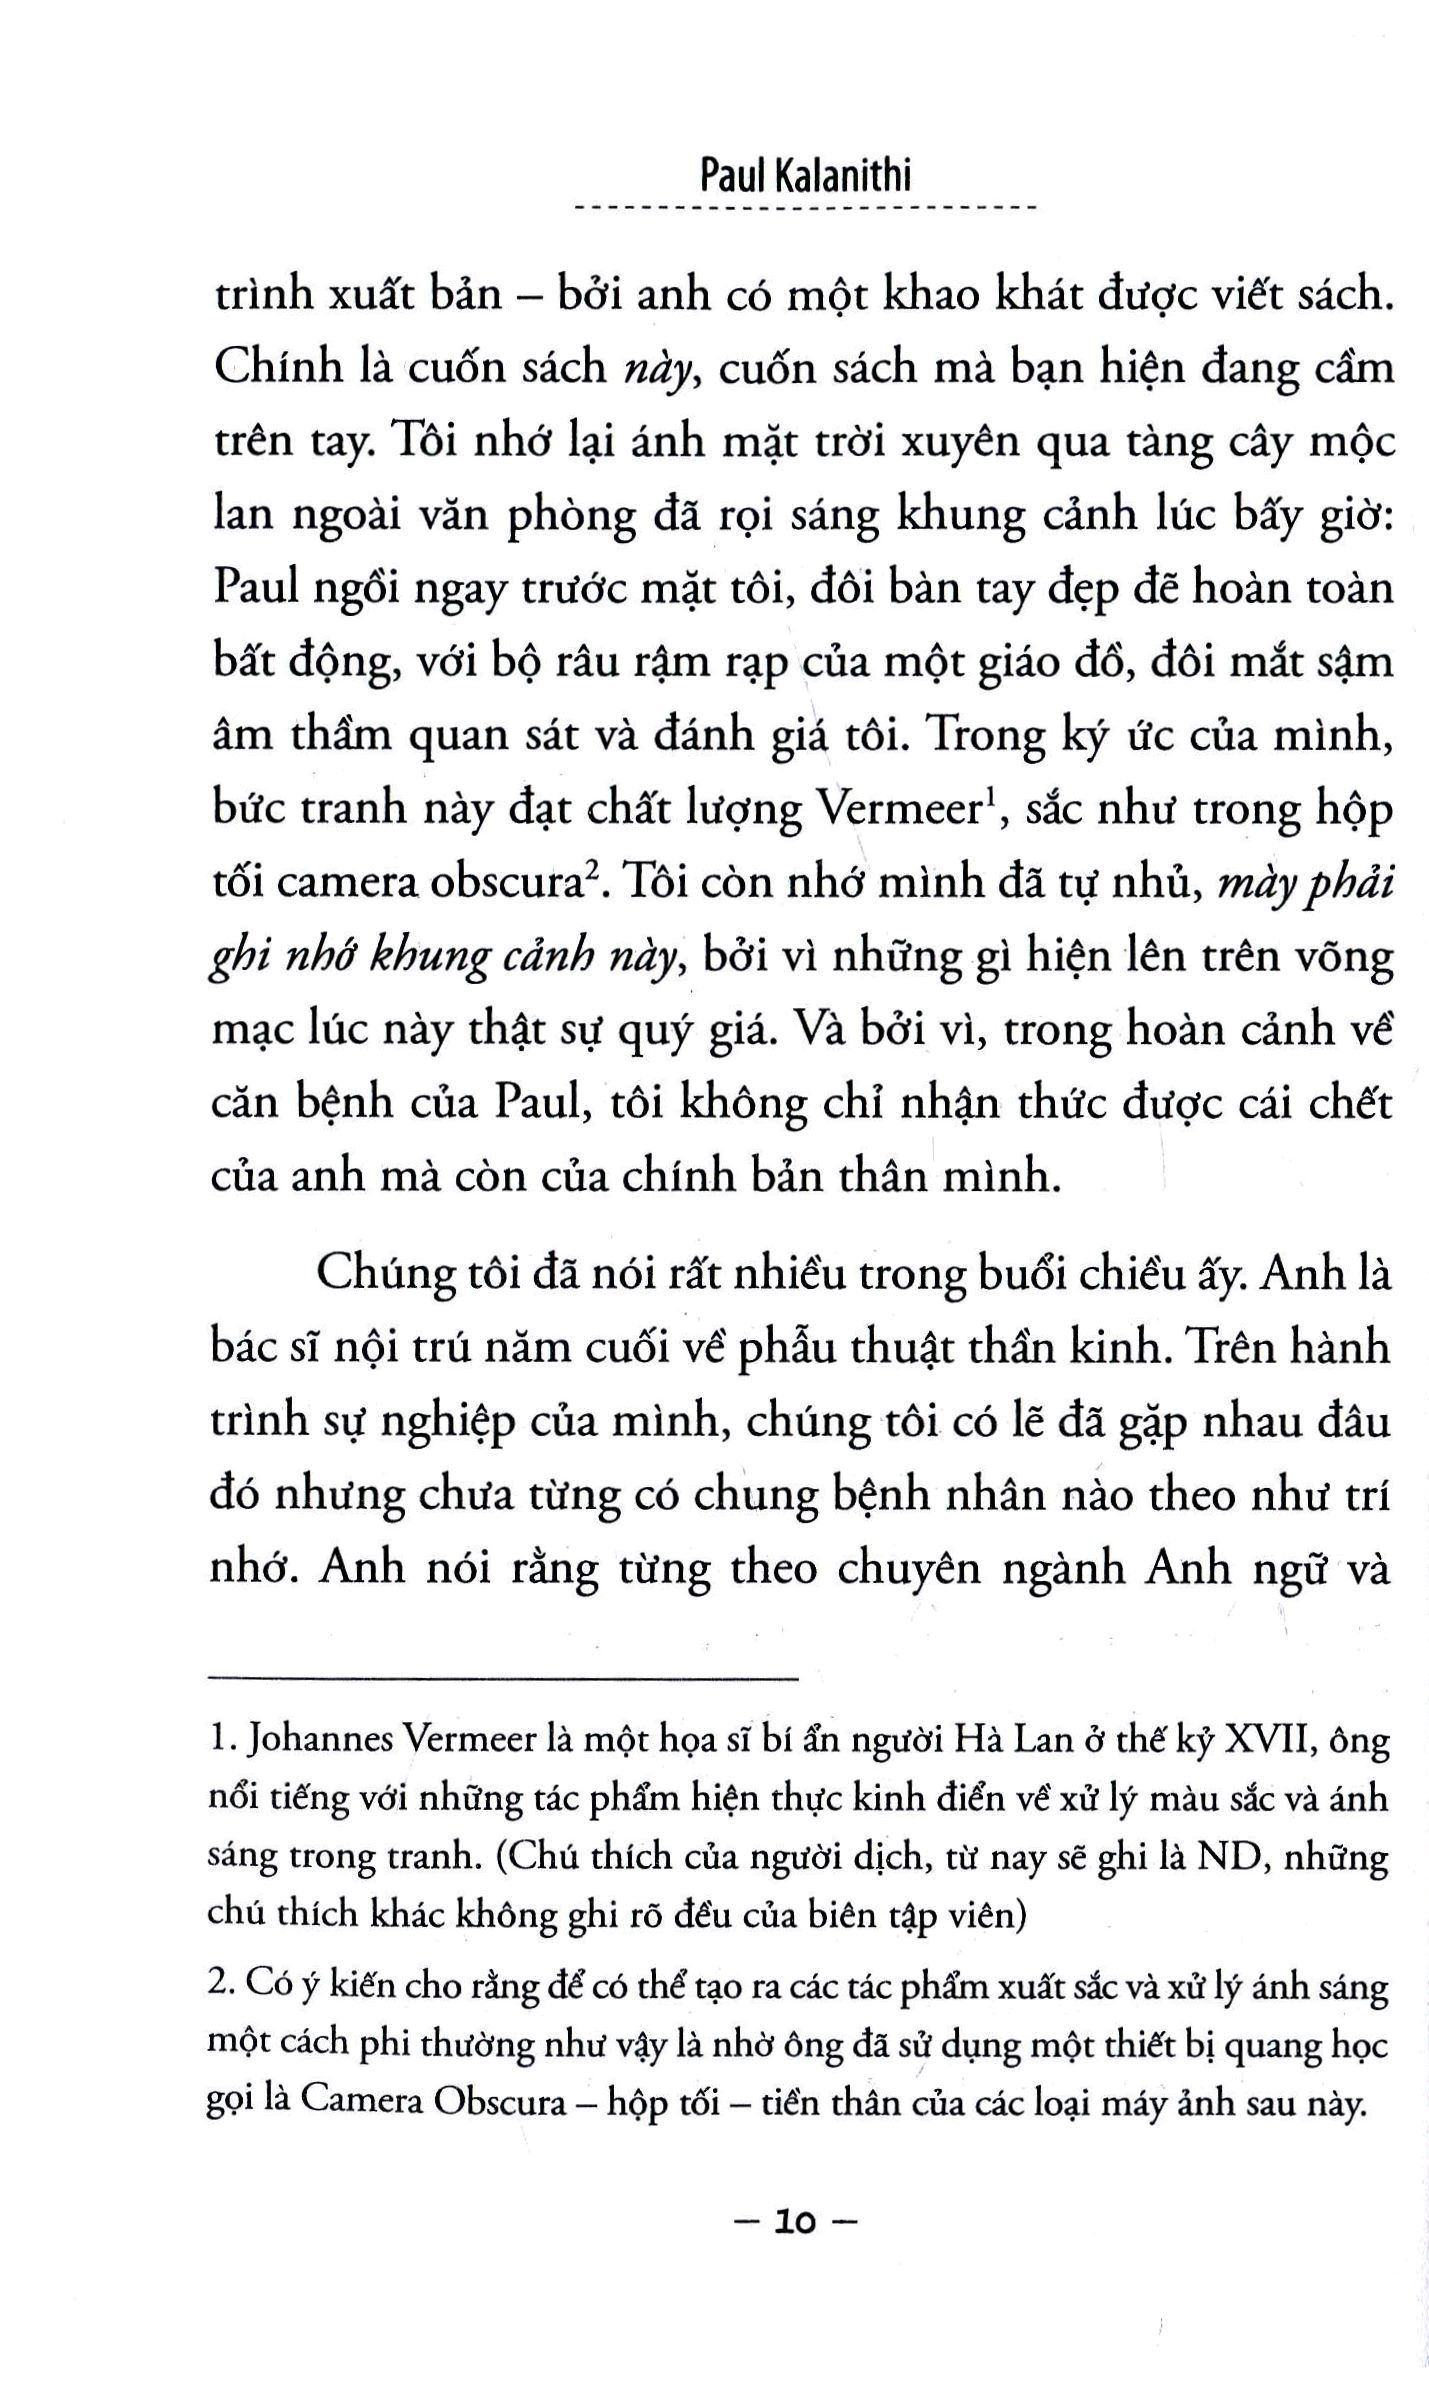 Paul Kalanithi
trình xuất bản – bởi anh có một khao khát được viết sách.
Chính là cuốn sách này, cuốn sách mà bạn hiện đang cầm
trên tay. Tôi nhớ lại ánh mặt trời xuyên qua tàng cây mộc
lan ngoài văn phòng đã rọi sáng khung cảnh lúc bấy giờ:
Paul ngồi ngay trước mặt tôi, đôi bàn tay đẹp đẽ hoàn toàn
bất động, với bộ râu rậm rạp của một giáo đồ, đôi mắt sậm
âm thầm quan sát và đánh giá tôi. Trong ký ức của mình,
bức tranh này đạt chất lượng Vermeer¹, sắc như trong hộp
tối camera obscura². Tôi còn nhớ mình đã tự nhủ, mày phải
ghi nhớ khung cảnh này, bởi vì những gì hiện lên trên võng
mạc lúc này thật sự quý giá. Và bởi vì, trong hoàn cảnh về
căn bệnh của Paul, tôi không chỉ nhận thức được cái chết
của anh mà còn của chính bản thân mình.
Chúng tôi đã nói rất nhiều trong buổi chiều ấy. Anh là
bác sĩ nội trú năm cuối về phẫu thuật thần kinh. Trên hành
trình sự nghiệp của mình, chúng tôi có lẽ đã gặp nhau đâu
đó nhưng chưa từng có chung bệnh nhân nào theo như trí
nhớ. Anh nói rằng từng theo chuyên ngành Anh ngữ và
1. Johannes Vermeer là một họa sĩ bí ẩn người Hà Lan ở thế kỷ XVII, ông
nổi tiếng với những tác phẩm hiện thực kinh điển về xử lý màu sắc và ánh
sáng trong tranh. (Chú thích của người dịch, từ nay sẽ ghi là ND, những
chú thích khác không ghi rõ đều của biên tập viên)
2. Có ý kiến cho rằng để có thể tạo ra các tác phẩm xuất sắc và xử lý ánh sáng
một cách phi thường như vậy là nhờ ông đã sử dụng một thiết bị quang học
gọi là Camera Obscura – hộp tối – tiền thân của các loại máy ảnh sau này.
– 10 –